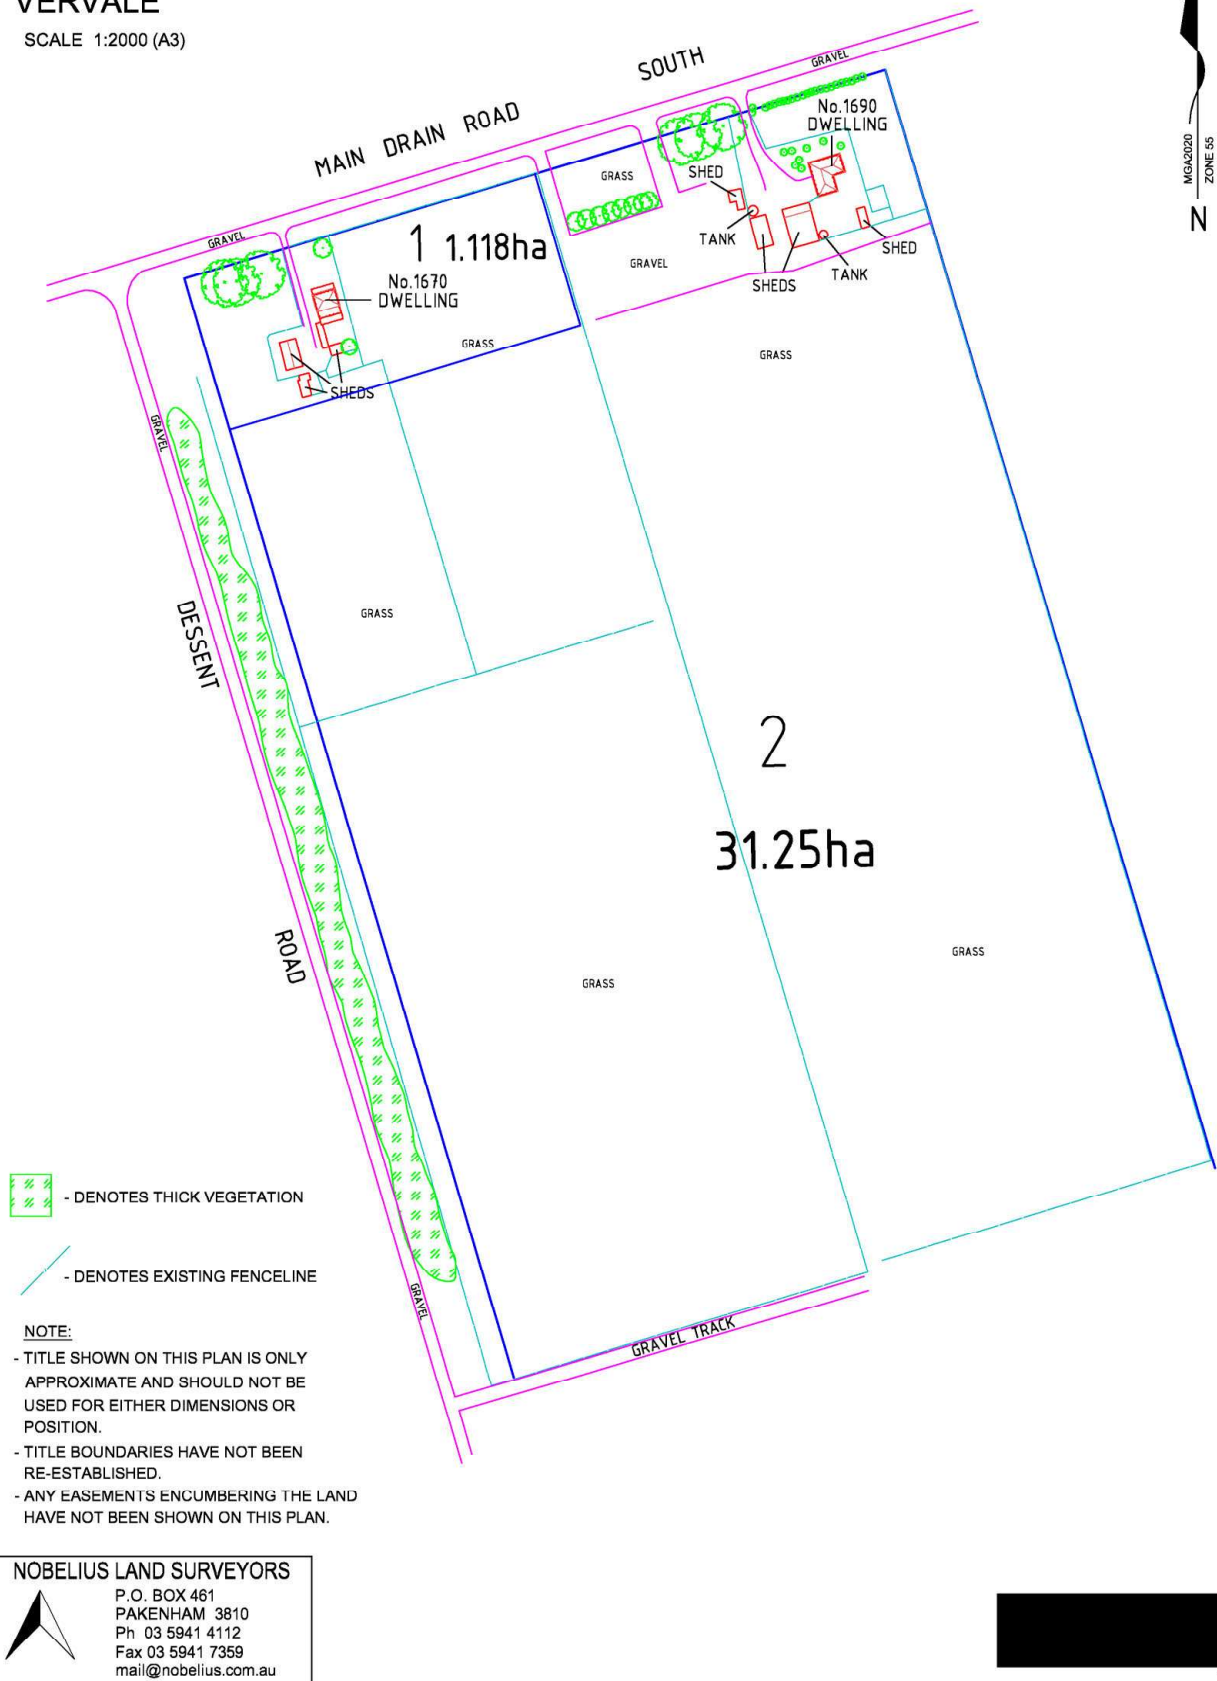 VERVALE
SCALE 1:2000 (A3)
MAIN DRAIN ROAD SOUTH
GRAVEL
MGA2020
ZONE 55
N
No.1690
DWELLING
SHED
GRASS
TANK
GRAVEL
SHEDS
TANK
SHED
GRAVEL
1 1.118ha
No.1670
DWELLING
GRASS
SHEDS
GRASS
GRAVEL
GRASS
DESSENT ROAD
2
31.25ha
GRASS
GRASS
GRAVEL
GRAVEL TRACK
- DENOTES THICK VEGETATION
- DENOTES EXISTING FENCELINE
NOTE:
- TITLE SHOWN ON THIS PLAN IS ONLY
APPROXIMATE AND SHOULD NOT BE
USED FOR EITHER DIMENSIONS OR
POSITION.
- TITLE BOUNDARIES HAVE NOT BEEN
RE-ESTABLISHED.
- ANY EASEMENTS ENCUMBERING THE LAND
HAVE NOT BEEN SHOWN ON THIS PLAN.
NOBELIUS LAND SURVEYORS
P.O. BOX 461
PAKENHAM 3810
Ph 03 5941 4112
Fax 03 5941 7359
mail@nobelius.com.au